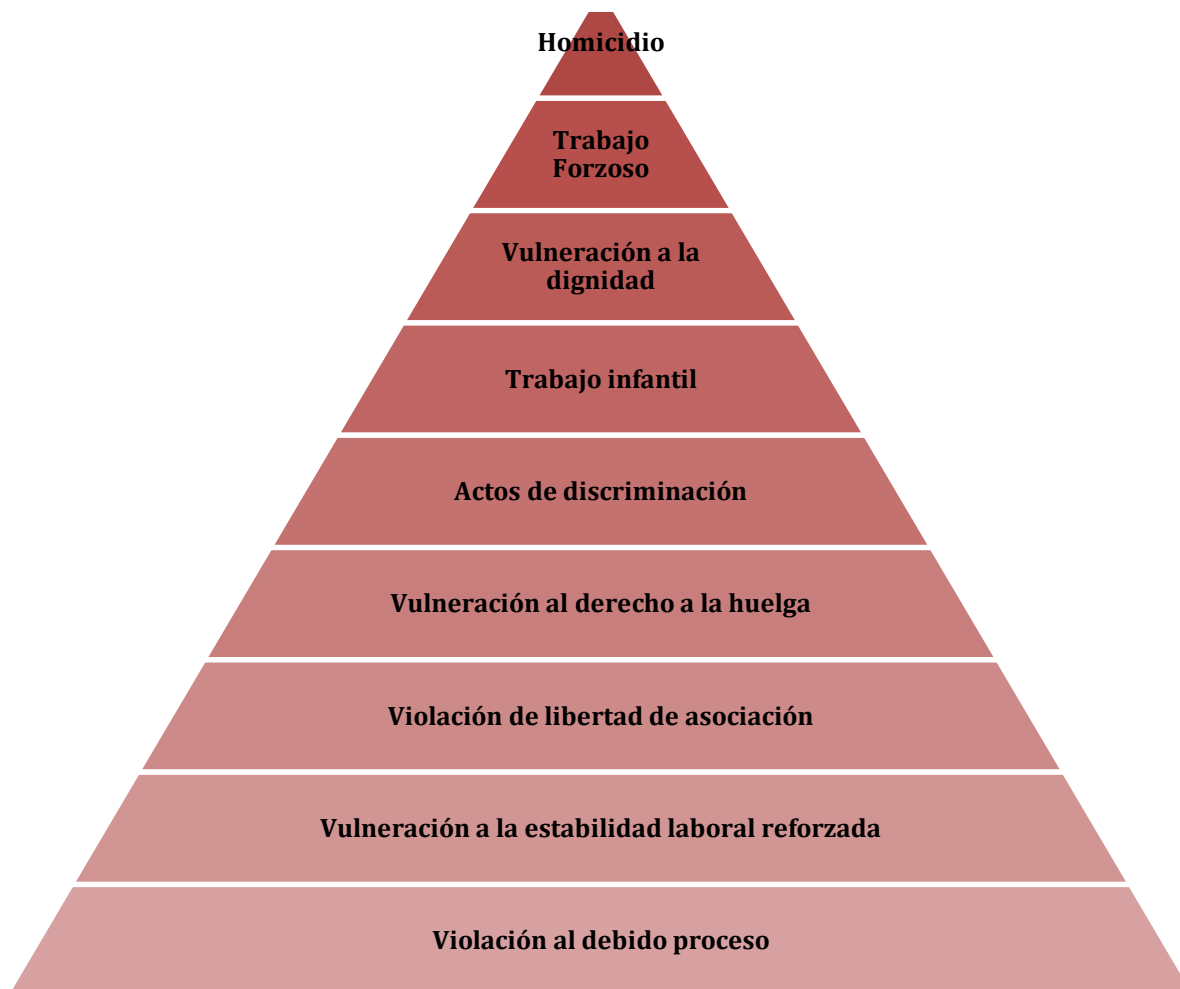 Homicidio
Trabajo
Forzoso
Vulneración a la
dignidad
Trabajo infantil
Actos de discriminación
Vulneración al derecho a la huelga
Violación de libertad de asociación
Vulneración a la estabilidad laboral reforzada
Violación al debido proceso